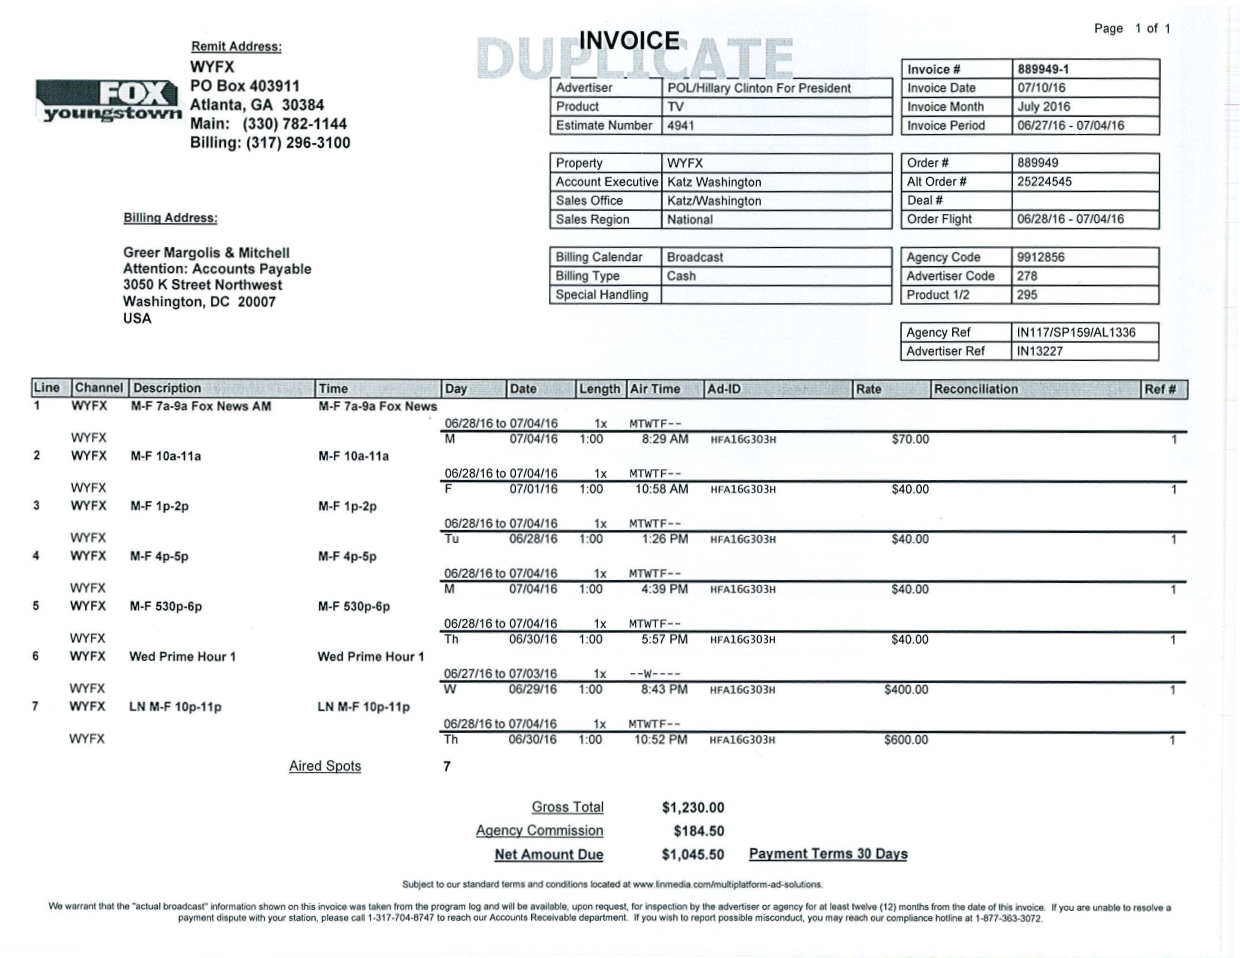 Page 1 of 1
DUPLICATE
INVOICE
Remit Address:
WYFX
PO Box 403911
Atlanta, GA 30384
Main: (330) 782-1144
Billing: (317) 296-3100
FOX
youngstown
Advertiser POL/Hillary Clinton For President
Product TV
Estimate Number 4941
Invoice # 889949-1
Invoice Date 07/10/16
Invoice Month July 2016
Invoice Period 06/27/16 - 07/04/16
Property WYFX
Account Executive Katz Washington
Sales Office Katz/Washington
Sales Region National
Order # 889949
Alt Order # 25224545
Deal #
Order Flight 06/28/16 - 07/04/16
Billing Address:
Greer Margolis & Mitchell
Attention: Accounts Payable
3050 K Street Northwest
Washington, DC 20007
USA
Billing Calendar Broadcast
Billing Type Cash
Special Handling
Agency Code 9912856
Advertiser Code 278
Product 1/2 295
Agency Ref IN117/SP159/AL1336
Advertiser Ref IN13227
Line Channel Description Time Day Date Length Air Time Ad-ID Rate Reconciliation Ref #
1 WYFX M-F 7a-9a Fox News AM M-F 7a-9a Fox News
06/28/16 to 07/04/16 1x MTWTF--
WYFX M 07/04/16 1:00 8:29 AM HFA16G303H $70.00 1
2 WYFX M-F 10a-11a M-F 10a-11a
06/28/16 to 07/04/16 1x MTWTF--
WYFX F 07/01/16 1:00 10:58 AM HFA16G303H $40.00 1
3 WYFX M-F 1p-2p M-F 1p-2p
06/28/16 to 07/04/16 1x MTWTF--
WYFX Tu 06/28/16 1:00 1:26 PM HFA16G303H $40.00 1
4 WYFX M-F 4p-5p M-F 4p-5p
06/28/16 to 07/04/16 1x MTWTF--
WYFX M 07/04/16 1:00 4:39 PM HFA16G303H $40.00 1
5 WYFX M-F 530p-6p M-F 530p-6p
06/28/16 to 07/04/16 1x MTWTF--
WYFX Th 06/30/16 1:00 5:57 PM HFA16G303H $40.00 1
6 WYFX Wed Prime Hour 1 Wed Prime Hour 1
06/27/16 to 07/03/16 1x --W----
WYFX W 06/29/16 1:00 8:43 PM HFA16G303H $400.00 1
7 WYFX LN M-F 10p-11p LN M-F 10p-11p
06/28/16 to 07/04/16 1x MTWTF--
WYFX Th 06/30/16 1:00 10:52 PM HFA16G303H $600.00 1
Aired Spots 7
Gross Total $1,230.00
Agency Commission $184.50
Net Amount Due $1,045.50 Payment Terms 30 Days
Subject to our standard terms and conditions located at www.linmedia.com/multiplatform-ad-solutions.
We warrant that the "actual broadcast" information shown on this invoice was taken from the program log and will be available, upon request, for inspection by the advertiser or agency for at least twelve (12) months from the date of this invoice. If you are unable to resolve a
payment dispute with your station, please call 1-317-704-8747 to reach our Accounts Receivable department. If you wish to report possible misconduct, you may reach our compliance hotline at 1-877-363-3072.